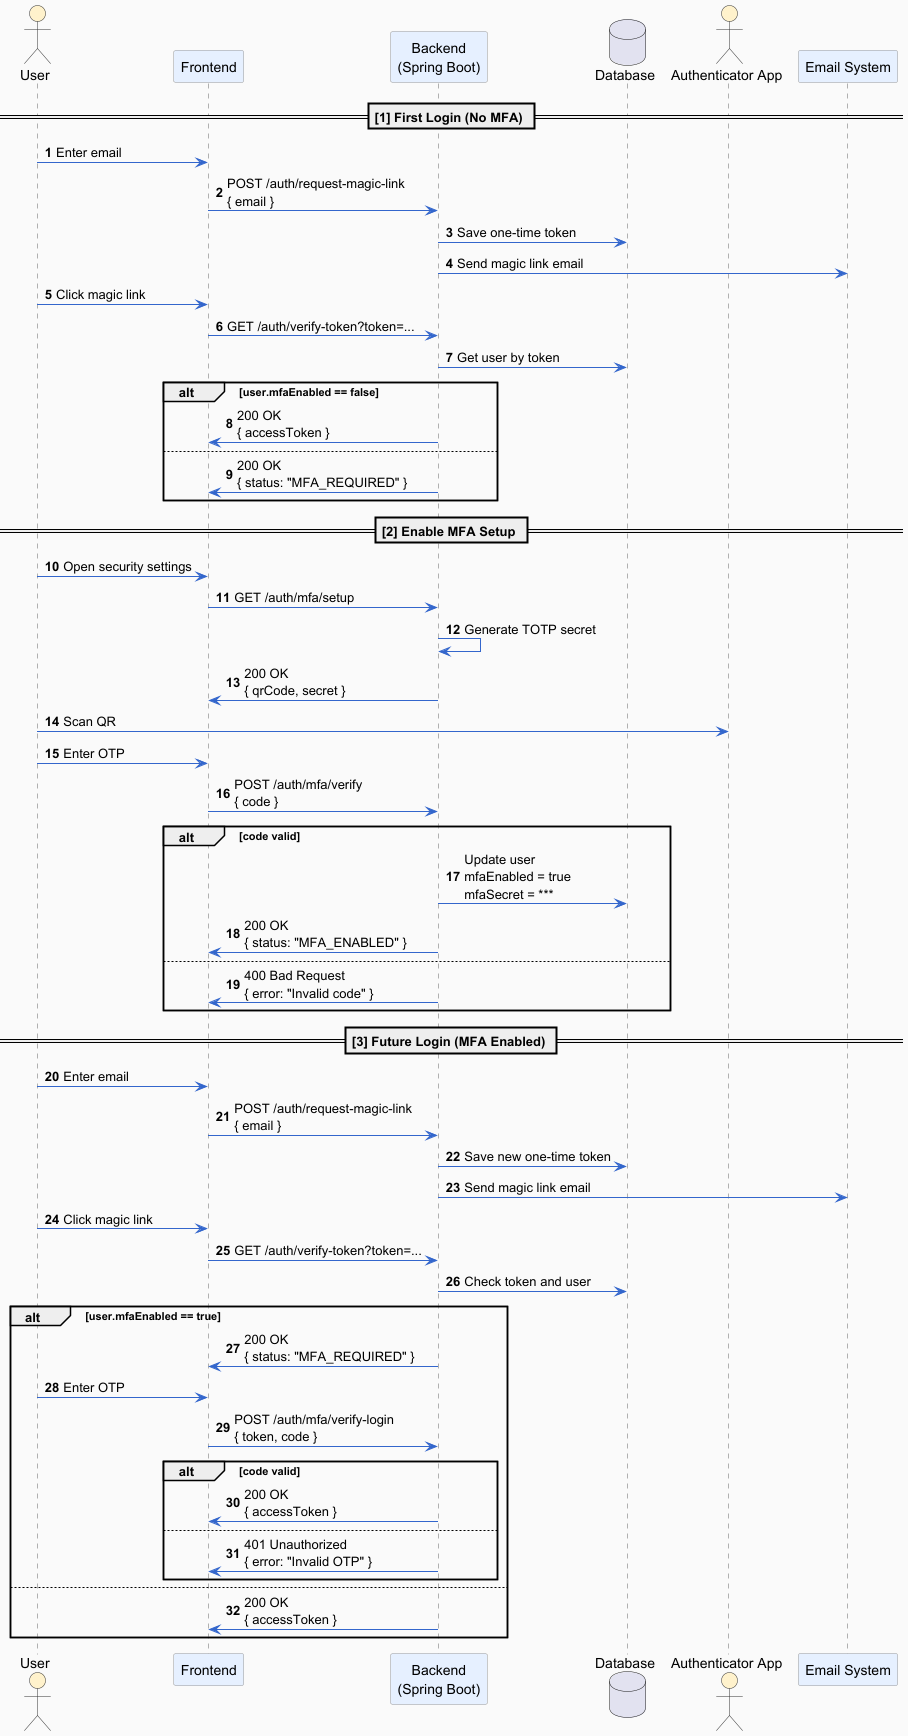 User
Frontend
Backend
(Spring Boot)
Database
Authenticator App
Email System
[1] First Login (No MFA)
1 Enter email
2 POST /auth/request-magic-link
{ email }
3 Save one-time token
4 Send magic link email
5 Click magic link
6 GET /auth/verify-token?token=...
7 Get user by token
alt [user.mfaEnabled == false]
8 200 OK
{ accessToken }
9 200 OK
{ status: "MFA_REQUIRED" }
[2] Enable MFA Setup
10 Open security settings
11 GET /auth/mfa/setup
12 Generate TOTP secret
13 200 OK
{ qrCode, secret }
14 Scan QR
15 Enter OTP
16 POST /auth/mfa/verify
{ code }
alt [code valid]
Update user
17 mfaEnabled = true
mfaSecret = ***
18 200 OK
{ status: "MFA_ENABLED" }
19 400 Bad Request
{ error: "Invalid code" }
[3] Future Login (MFA Enabled)
20 Enter email
21 POST /auth/request-magic-link
{ email }
22 Save new one-time token
23 Send magic link email
24 Click magic link
25 GET /auth/verify-token?token=...
26 Check token and user
alt [user.mfaEnabled == true]
27 200 OK
{ status: "MFA_REQUIRED" }
28 Enter OTP
29 POST /auth/mfa/verify-login
{ token, code }
alt [code valid]
30 200 OK
{ accessToken }
31 401 Unauthorized
{ error: "Invalid OTP" }
32 200 OK
{ accessToken }
User
Frontend
Backend
(Spring Boot)
Database
Authenticator App
Email System